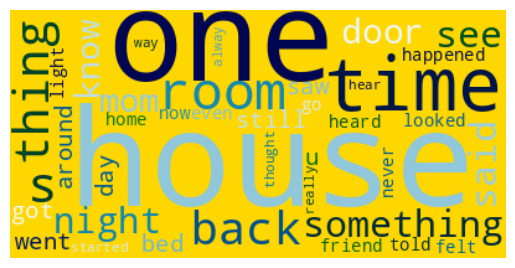 one
way
alway
door
see
thing
light
know
time
happened
mom
room
saw
hear
go
home
now
even
still
heard
looked
around
house
said
s
day
thought
really
n
never
got
night
back
something
went
started
bed
friend
told
felt